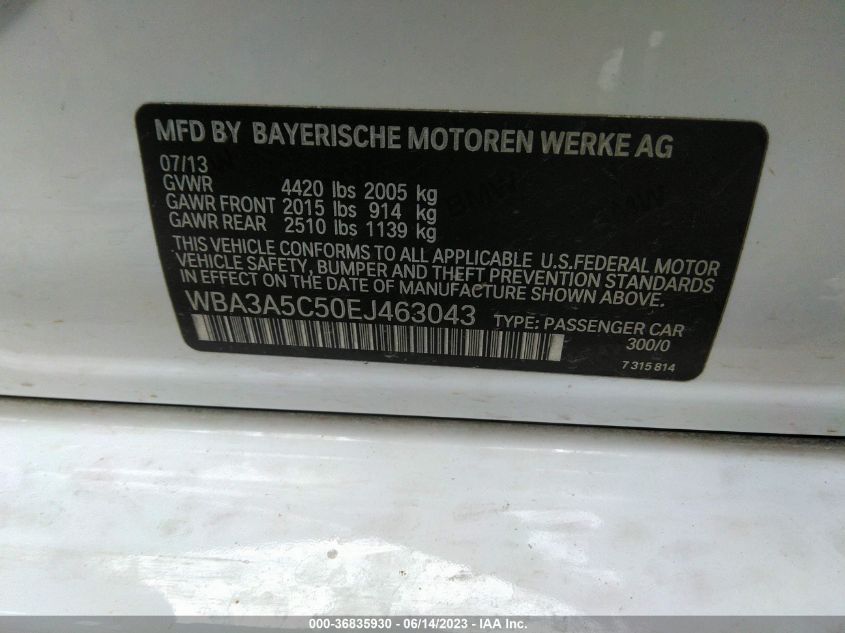 MFD BY BAYERISCHE MOTOREN WERKE AG
07/13
GVWR 4420 lbs 2005 kg
GAWR FRONT 2015 lbs 914 kg
GAWR REAR 2510 lbs 1139 kg
THIS VEHICLE CONFORMS TO ALL APPLICABLE U.S.FEDERAL MOTOR
VEHICLE SAFETY, BUMPER AND THEFT PREVENTION STANDARDS
IN EFFECT ON THE DATE OF MANUFACTURE SHOWN ABOVE.
WBA3A5C50EJ463043 TYPE: PASSENGER CAR
300/0
7 315 814
000-36835930 - 06/14/2023 - IAA Inc.